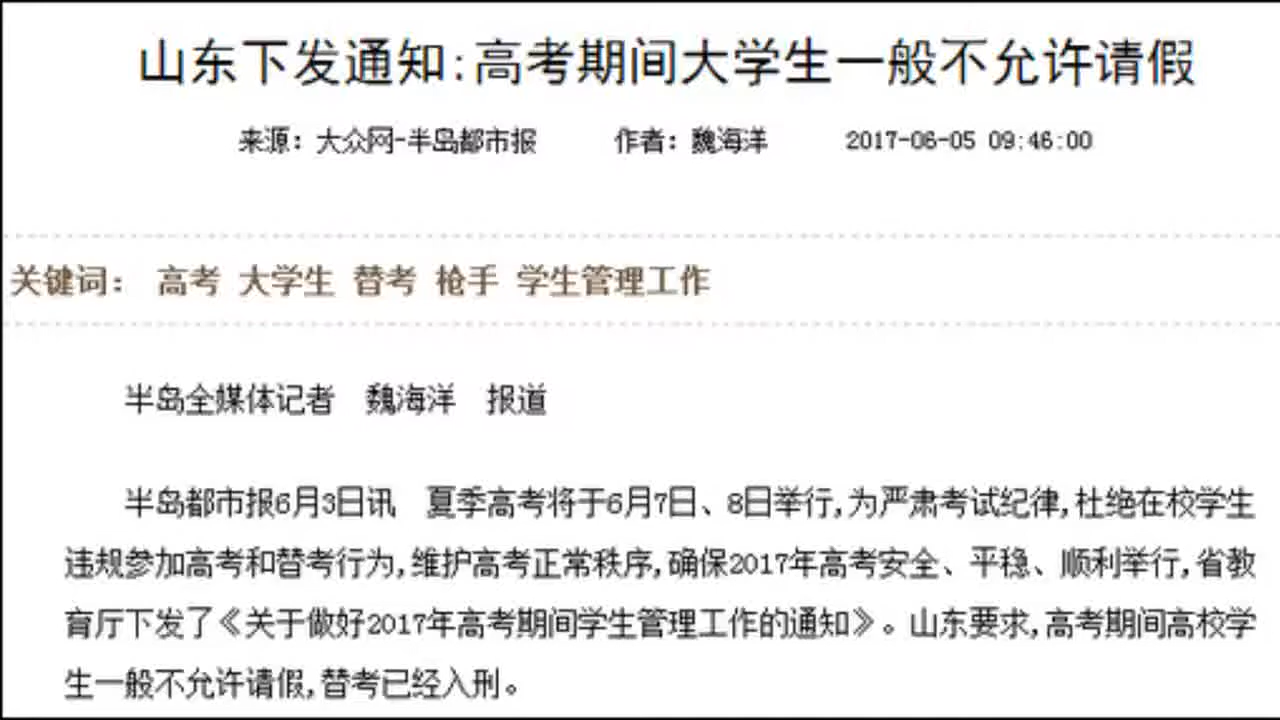 山东下发通知:高考期间大学生一般不允许请假
来源：大众网-半岛都市报 作者：魏海洋 2017-06-05 09:46:00
关键词： 高考 大学生 替考 枪手 学生管理工作
半岛全媒体记者 魏海洋 报道
半岛都市报6月3日讯 夏季高考将于6月7日、8日举行,为严肃考试纪律,杜绝在校学生
违规参加高考和替考行为,维护高考正常秩序,确保2017年高考安全、平稳、顺利举行,省教
育厅下发了《关于做好2017年高考期间学生管理工作的通知》。山东要求,高考期间高校学
生一般不允许请假,替考已经入刑。